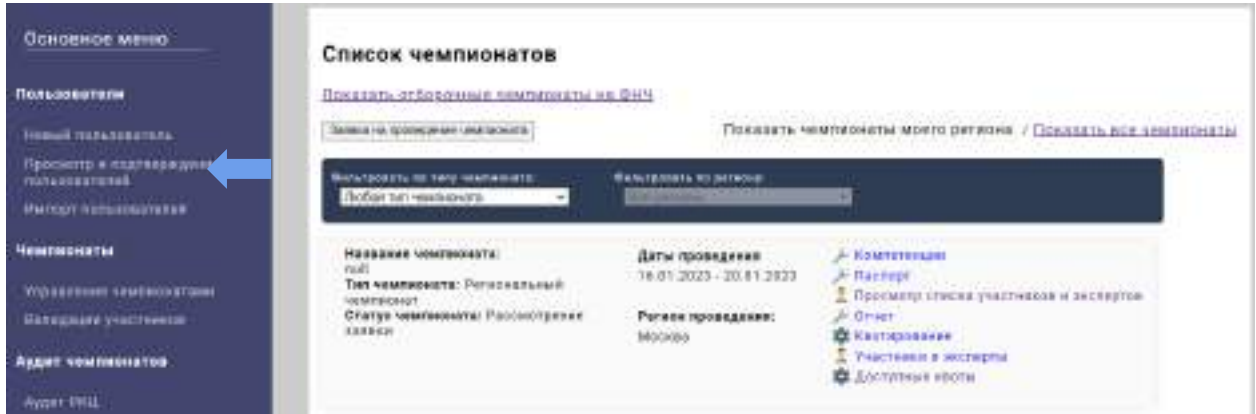 Основное меню
Пользователи
Новый пользователь
Просмотр и подтверждение
пользователей
Импорт пользователей
Чемпионаты
Управление чемпионатами
Валидация участников
Аудит чемпионатов
Аудит РКЦ
Список чемпионатов
Показать отборочные чемпионаты на ФНЧ
Заявка на проведение чемпионата
Показать чемпионаты моего региона / Показать все чемпионаты
Фильтровать по типу чемпионата:
Фильтровать по региону:
Любой тип чемпионата
Название чемпионата:
null
Тип чемпионата: Региональный
чемпионат
Статус чемпионата: Рассмотрение
заявки
Даты проведения
16.01.2023 - 20.01.2023
Регион проведения:
Москва
Компетенции
Паспорт
Просмотр списка участников и экспертов
Отчет
Квотирование
Участники и эксперты
Доступные квоты